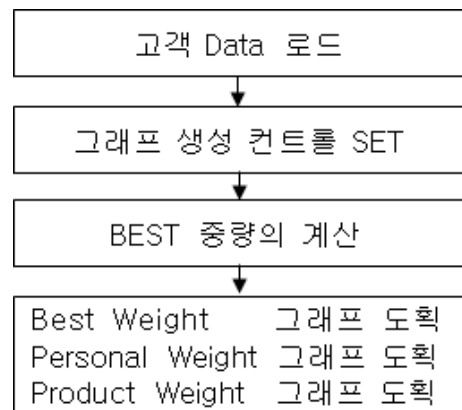 고객 Data 로드
그래프 생성 컨트롤 SET
BEST 중량의 계산
Best Weight 그래프 도획
Personal Weight 그래프 도획
Product Weight 그래프 도획